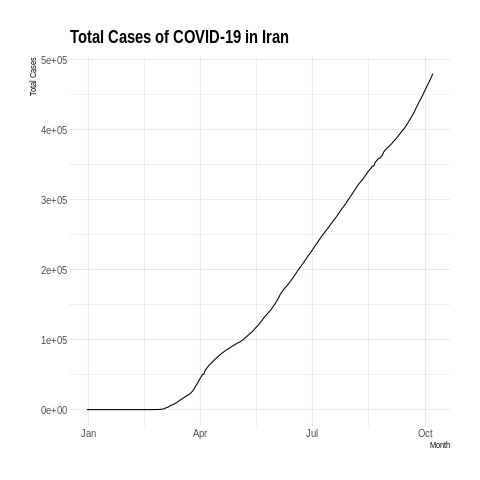 Total Cases of COVID-19 in Iran
Total Cases
5e+05
4e+05
3e+05
2e+05
1e+05
0e+00
Jan Apr Jul Oct
Month